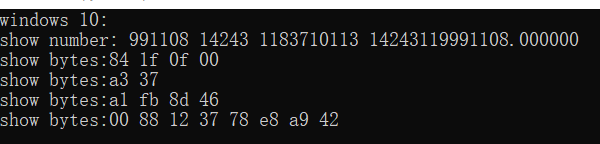 windows 10:
show number: 991108 14243 1183710113 14243119991108.000000
show bytes:84 1f 0f 00
show bytes:a3 37
show bytes:a1 fb 8d 46
show bytes:00 88 12 37 78 e8 a9 42